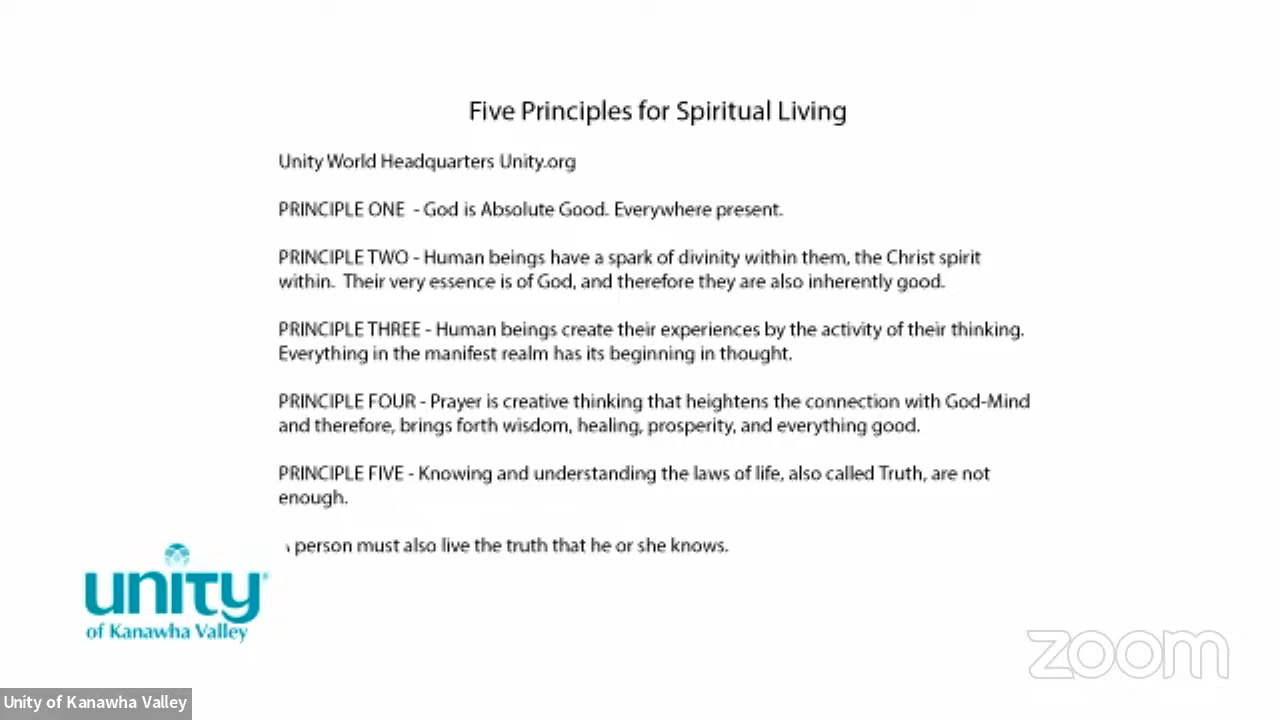 Five Principles for Spiritual Living
Unity World Headquarters Unity.org
PRINCIPLE ONE - God is Absolute Good. Everywhere present.
PRINCIPLE TWO - Human beings have a spark of divinity within them, the Christ spirit
within. Their very essence is of God, and therefore they are also inherently good.
PRINCIPLE THREE - Human beings create their experiences by the activity of their thinking.
Everything in the manifest realm has its beginning in thought.
PRINCIPLE FOUR - Prayer is creative thinking that heightens the connection with God-Mind
and therefore, brings forth wisdom, healing, prosperity, and everything good.
PRINCIPLE FIVE - Knowing and understanding the laws of life, also called Truth, are not
enough.
person must also live the truth that he or she knows.
unity
of Kanawha Valley
zoom
Unity of Kanawha Valley